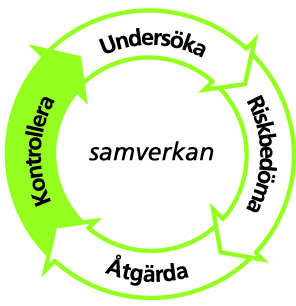 Undersöka
Riskbedöma
Åtgärda
Kontrollera
samverkan